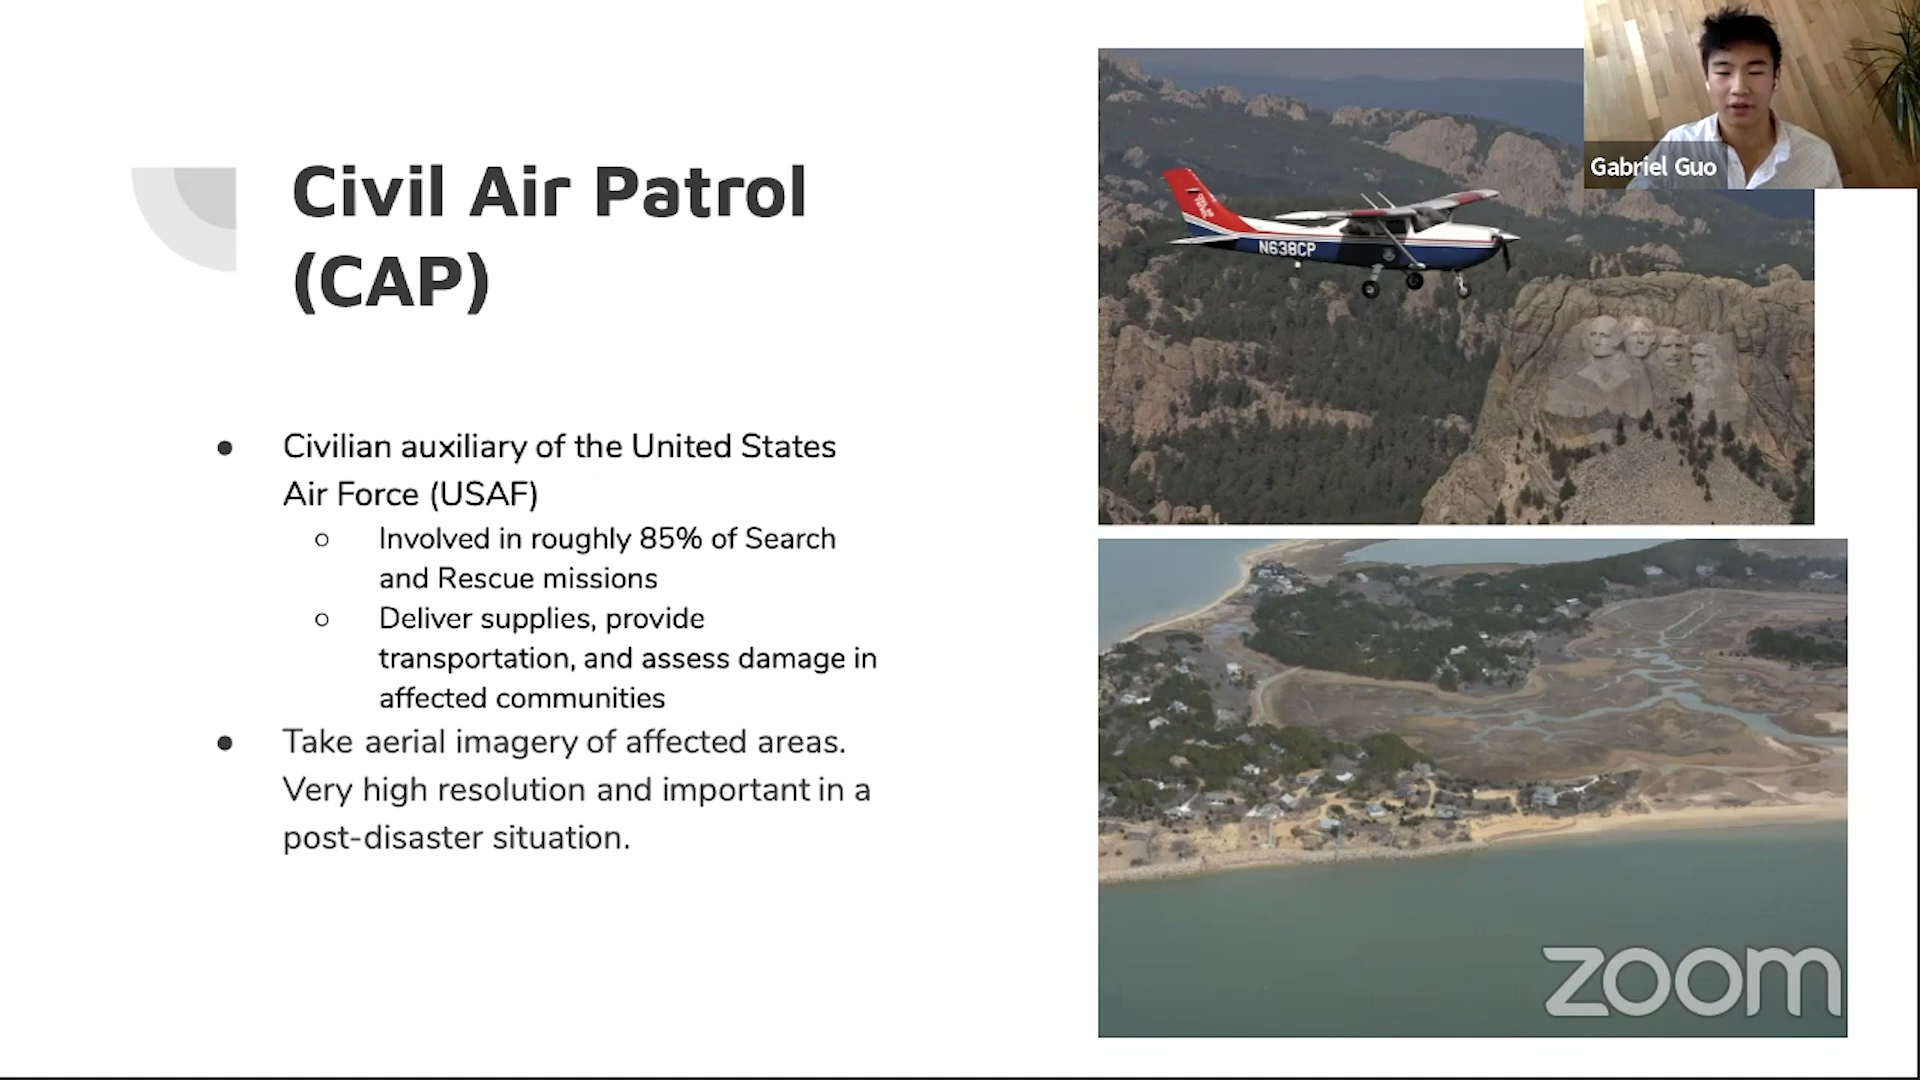 Civil Air Patrol
(CAP)
● Civilian auxiliary of the United States
Air Force (USAF)
○ Involved in roughly 85% of Search
and Rescue missions
○ Deliver supplies, provide
transportation, and assess damage in
affected communities
● Take aerial imagery of affected areas.
Very high resolution and important in a
post-disaster situation.
N638CP
Gabriel Guo
zoom